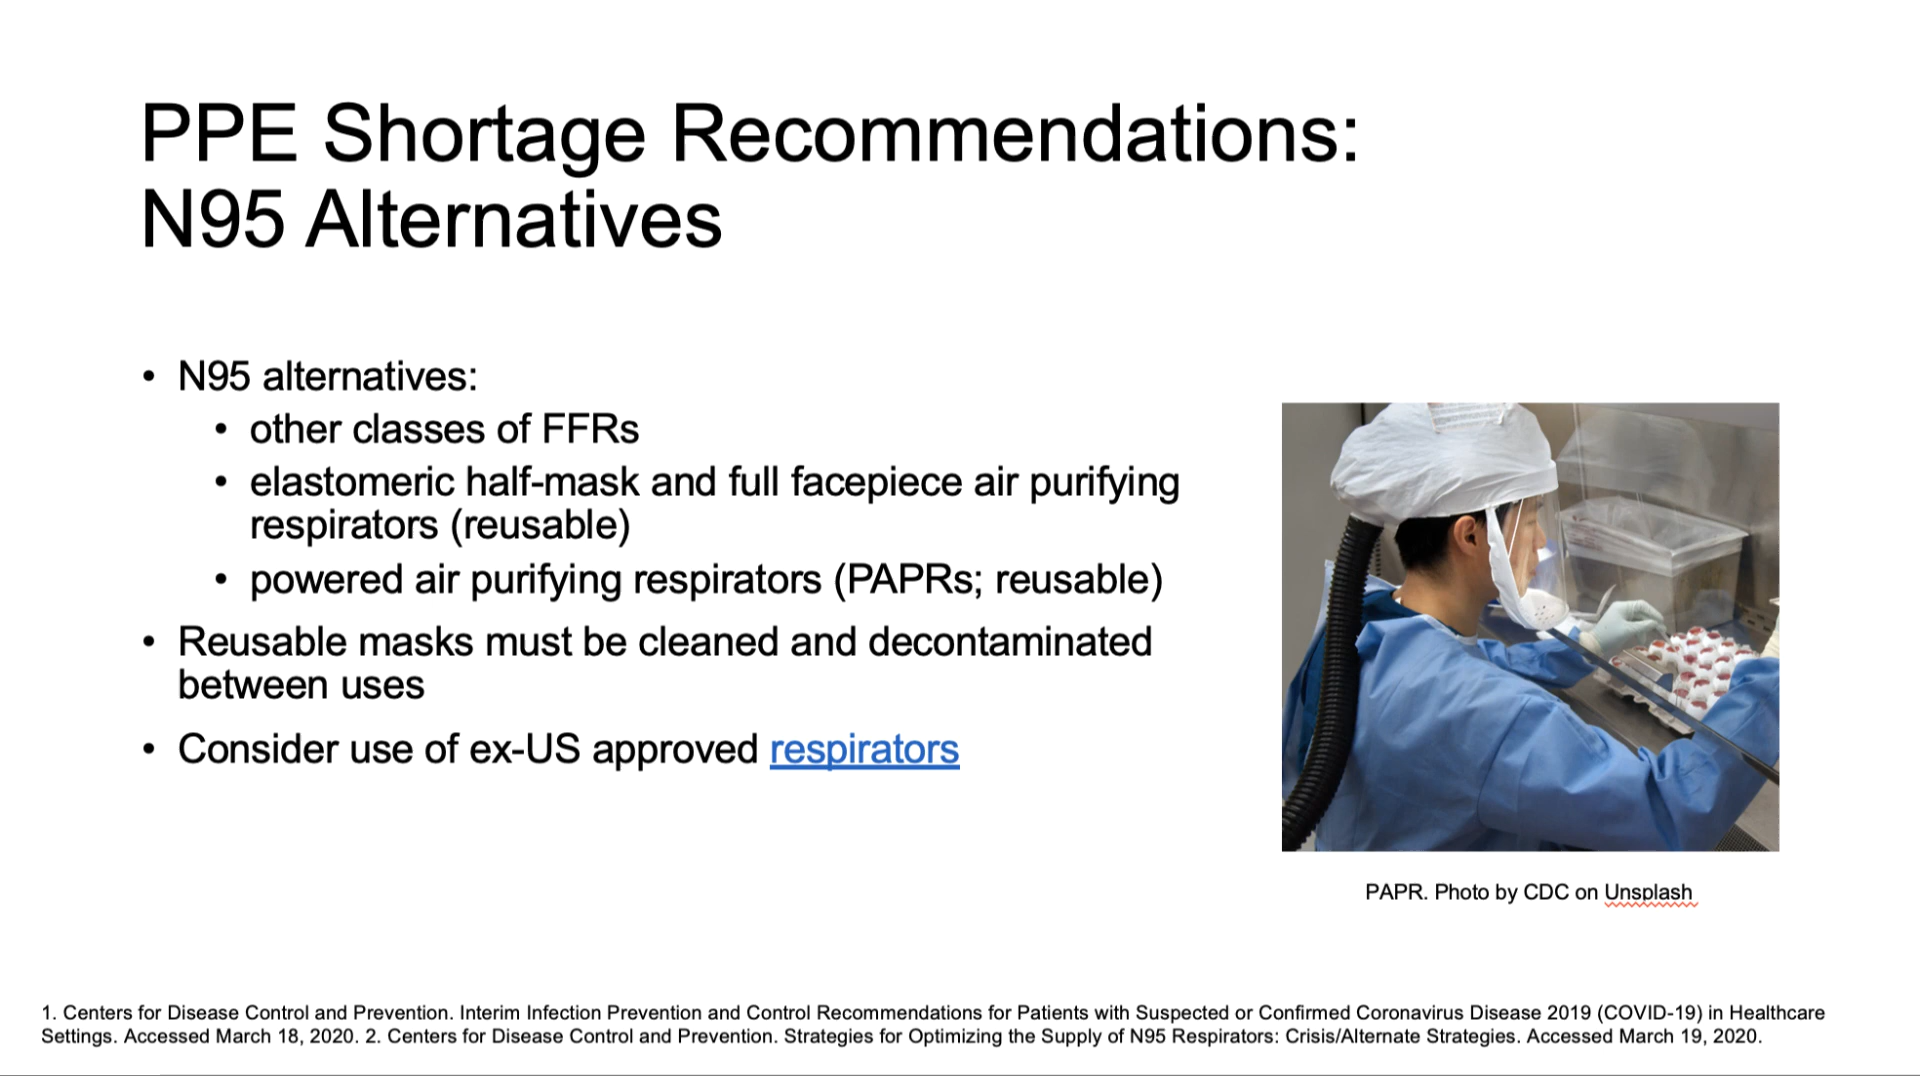 PPE Shortage Recommendations:
N95 Alternatives
• N95 alternatives:
• other classes of FFRs
• elastomeric half-mask and full facepiece air purifying
respirators (reusable)
• powered air purifying respirators (PAPRs; reusable)
• Reusable masks must be cleaned and decontaminated
between uses
• Consider use of ex-US approved respirators
PAPR. Photo by CDC on Unsplash
1. Centers for Disease Control and Prevention. Interim Infection Prevention and Control Recommendations for Patients with Suspected or Confirmed Coronavirus Disease 2019 (COVID-19) in Healthcare
Settings. Accessed March 18, 2020. 2. Centers for Disease Control and Prevention. Strategies for Optimizing the Supply of N95 Respirators: Crisis/Alternate Strategies. Accessed March 19, 2020.